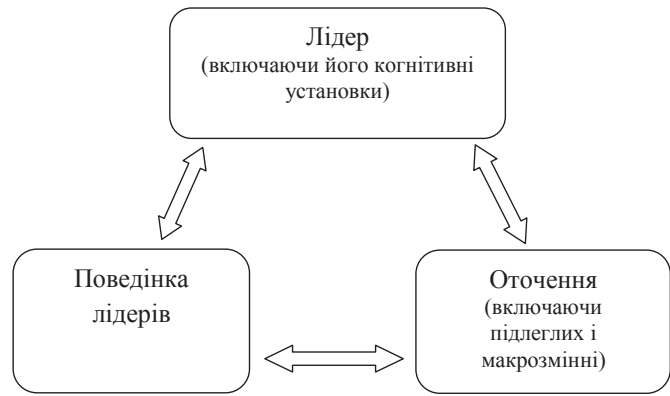 Лідер
(включаючи його когнітивні
установки)
Поведінка
лідерів
Оточення
(включаючи
підлеглих і
макрозмінні)